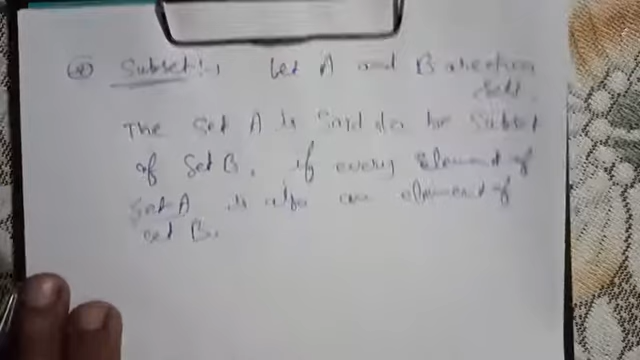 Subset :- Let A and B are two
sets.
The set A is said to be subset
of set B, if every element of
set A is also an element of
set B.